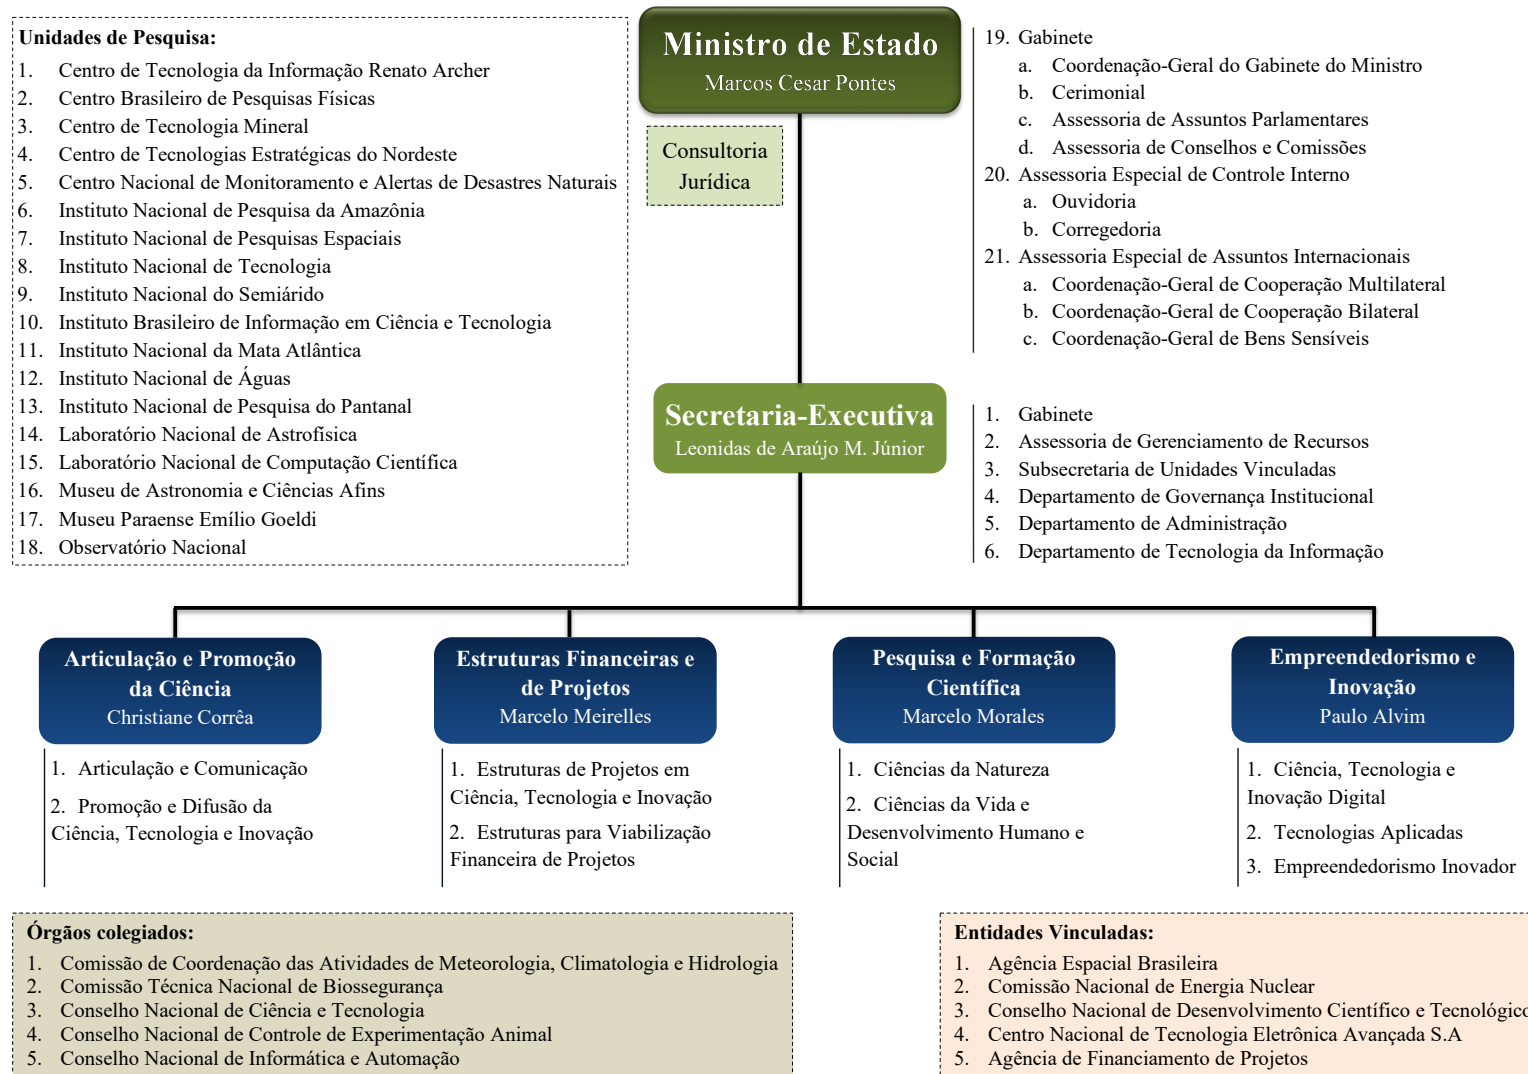 Unidades de Pesquisa:
1. Centro de Tecnologia da Informação Renato Archer
2. Centro Brasileiro de Pesquisas Físicas
3. Centro de Tecnologia Mineral
4. Centro de Tecnologias Estratégicas do Nordeste
5. Centro Nacional de Monitoramento e Alertas de Desastres Naturais
6. Instituto Nacional de Pesquisa da Amazônia
7. Instituto Nacional de Pesquisas Espaciais
8. Instituto Nacional de Tecnologia
9. Instituto Nacional do Semiárido
10. Instituto Brasileiro de Informação em Ciência e Tecnologia
11. Instituto Nacional da Mata Atlântica
12. Instituto Nacional de Águas
13. Instituto Nacional de Pesquisa do Pantanal
14. Laboratório Nacional de Astrofísica
15. Laboratório Nacional de Computação Científica
16. Museu de Astronomia e Ciências Afins
17. Museu Paraense Emílio Goeldi
18. Observatório Nacional
Ministro de Estado
Marcos Cesar Pontes
Consultoria
Jurídica
19. Gabinete
a. Coordenação-Geral do Gabinete do Ministro
b. Cerimonial
c. Assessoria de Assuntos Parlamentares
d. Assessoria de Conselhos e Comissões
20. Assessoria Especial de Controle Interno
a. Ouvidoria
b. Corregedoria
21. Assessoria Especial de Assuntos Internacionais
a. Coordenação-Geral de Cooperação Multilateral
b. Coordenação-Geral de Cooperação Bilateral
c. Coordenação-Geral de Bens Sensíveis
Secretaria-Executiva
Leonidas de Araújo M. Júnior
1. Gabinete
2. Assessoria de Gerenciamento de Recursos
3. Subsecretaria de Unidades Vinculadas
4. Departamento de Governança Institucional
5. Departamento de Administração
6. Departamento de Tecnologia da Informação
Articulação e Promoção
da Ciência
Christiane Corrêa
1. Articulação e Comunicação
2. Promoção e Difusão da
Ciência, Tecnologia e Inovação
Estruturas Financeiras e
de Projetos
Marcelo Meirelles
1. Estruturas de Projetos em
Ciência, Tecnologia e Inovação
2. Estruturas para Viabilização
Financeira de Projetos
Pesquisa e Formação
Científica
Marcelo Morales
1. Ciências da Natureza
2. Ciências da Vida e
Desenvolvimento Humano e
Social
Empreendedorismo e
Inovação
Paulo Alvim
1. Ciência, Tecnologia e
Inovação Digital
2. Tecnologias Aplicadas
3. Empreendedorismo Inovador
Órgãos colegiados:
1. Comissão de Coordenação das Atividades de Meteorologia, Climatologia e Hidrologia
2. Comissão Técnica Nacional de Biossegurança
3. Conselho Nacional de Ciência e Tecnologia
4. Conselho Nacional de Controle de Experimentação Animal
5. Conselho Nacional de Informática e Automação
Entidades Vinculadas:
1. Agência Espacial Brasileira
2. Comissão Nacional de Energia Nuclear
3. Conselho Nacional de Desenvolvimento Científico e Tecnológico
4. Centro Nacional de Tecnologia Eletrônica Avançada S.A
5. Agência de Financiamento de Projetos